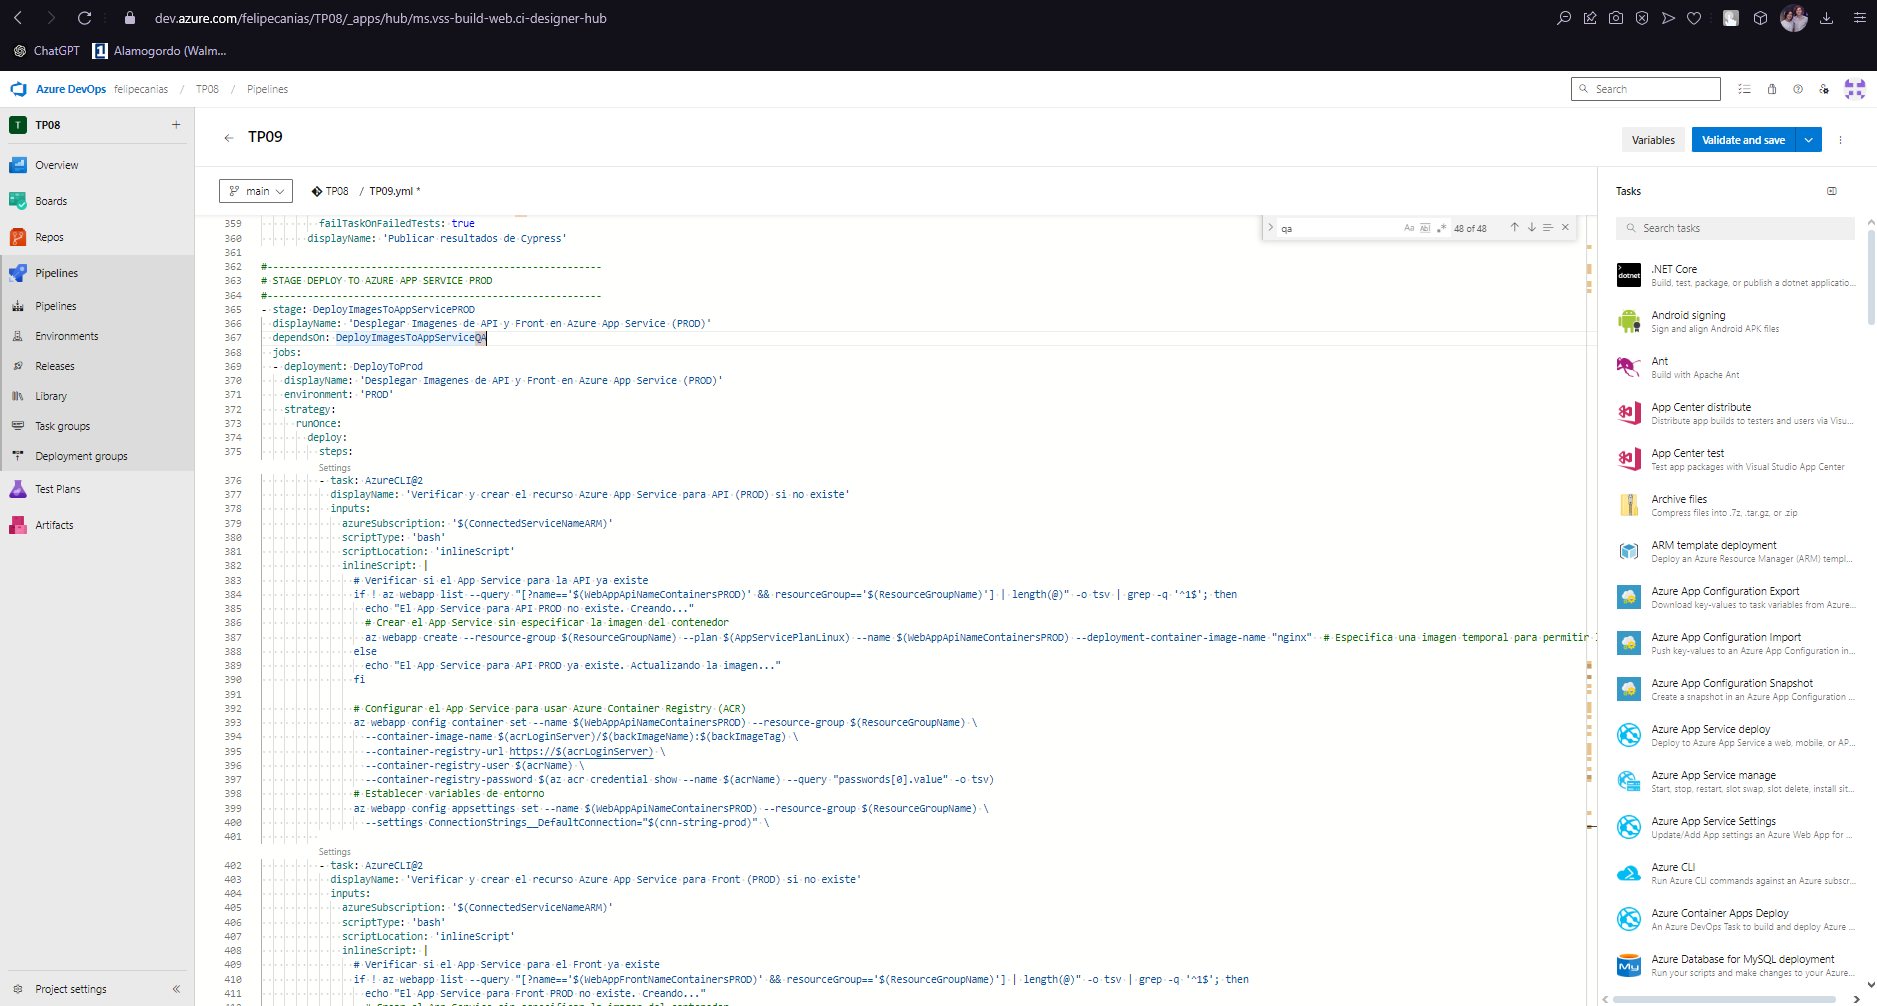 dev.azure.com/felipecanias/TP08/_apps/hub/ms.vss-build-web.ci-designer-hub
ChatGPT
1 Alamogordo (Walm...
Azure DevOps felipecanias / TP08 / Pipelines
Search
T TP08 +
Overview
Boards
Repos
Pipelines
Pipelines
Environments
Releases
Library
Task groups
Deployment groups
Test Plans
Artifacts
Project settings
TP09
Variables
Validate and save
main
TP08 / TP09.yml *
qa
Aa
48 of 48
359 failTaskOnFailedTests: true
360 displayName: 'Publicar resultados de Cypress'
361
362 #---------------------------------------------------------
363 # STAGE DEPLOY TO AZURE APP SERVICE PROD
364 #---------------------------------------------------------
365 - stage: DeployImagesToAppServicePROD
366 displayName: 'Desplegar Imagenes de API y Front en Azure App Service (PROD)'
367 dependsOn: DeployImagesToAppServiceQA
368 jobs:
369 - deployment: DeployToProd
370 displayName: 'Desplegar Imagenes de API y Front en Azure App Service (PROD)'
371 environment: 'PROD'
372 strategy:
373 runOnce:
374 deploy:
375 steps:
Settings
376 - task: AzureCLI@2
377 displayName: 'Verificar y crear el recurso Azure App Service para API (PROD) si no existe'
378 inputs:
379 azureSubscription: '$(ConnectedServiceNameARM)'
380 scriptType: 'bash'
381 scriptLocation: 'inlineScript'
382 inlineScript: |
383 # Verificar si el App Service para la API ya existe
384 if ! az webapp list --query "[?name=='$(WebAppApiNameContainersPROD)' && resourceGroup=='$(ResourceGroupName)'] | length(@)" -o tsv | grep -q '^1$'; then
385 echo "El App Service para API PROD no existe. Creando..."
386 # Crear el App Service sin especificar la imagen del contenedor
387 az webapp create --resource-group $(ResourceGroupName) --plan $(AppServicePlanLinux) --name $(WebAppApiNameContainersPROD) --deployment-container-image-name "nginx" # Especifica una imagen temporal para permitir
388 else
389 echo "El App Service para API PROD ya existe. Actualizando la imagen..."
390 fi
391
392 # Configurar el App Service para usar Azure Container Registry (ACR)
393 az webapp config container set --name $(WebAppApiNameContainersPROD) --resource-group $(ResourceGroupName) \
394 --container-image-name $(acrLoginServer)/$(backImageName):$(backImageTag) \
395 --container-registry-url https://$(acrLoginServer) \
396 --container-registry-user $(acrName) \
397 --container-registry-password $(az acr credential show --name $(acrName) --query "passwords[0].value" -o tsv)
398 # Establecer variables de entorno
399 az webapp config appsettings set --name $(WebAppApiNameContainersPROD) --resource-group $(ResourceGroupName) \
400 --settings ConnectionStrings__DefaultConnection="$(cnn-string-prod)" \
401
Settings
402 - task: AzureCLI@2
403 displayName: 'Verificar y crear el recurso Azure App Service para Front (PROD) si no existe'
404 inputs:
405 azureSubscription: '$(ConnectedServiceNameARM)'
406 scriptType: 'bash'
407 scriptLocation: 'inlineScript'
408 inlineScript: |
409 # Verificar si el App Service para el Front ya existe
410 if ! az webapp list --query "[?name=='$(WebAppFrontNameContainersPROD)' && resourceGroup=='$(ResourceGroupName)'] | length(@)" -o tsv | grep -q '^1$'; then
411 echo "El App Service para Front PROD no existe. Creando..."
Tasks
Search tasks
.NET Core
Build, test, package, or publish a dotnet applicatio...
Android signing
Sign and align Android APK files
Ant
Build with Apache Ant
App Center distribute
Distribute app builds to testers and users via Visu...
App Center test
Test app packages with Visual Studio App Center
Archive files
Compress files into .7z, .tar.gz, or .zip
ARM template deployment
Deploy an Azure Resource Manager (ARM) templ...
Azure App Configuration Export
Download key-values to task variables from Azure...
Azure App Configuration Import
Push key-values to an Azure App Configuration in...
Azure App Configuration Snapshot
Create a snapshot in an Azure App Configuration ...
Azure App Service deploy
Deploy to Azure App Service a web, mobile, or AP...
Azure App Service manage
Start, stop, restart, slot swap, slot delete, install sit...
Azure App Service Settings
Update/Add App settings an Azure Web App for ...
Azure CLI
Run Azure CLI commands against an Azure subscr...
Azure Container Apps Deploy
An Azure DevOps Task to build and deploy Azure ...
Azure Database for MySQL deployment
Run your scripts and make changes to your Azure...